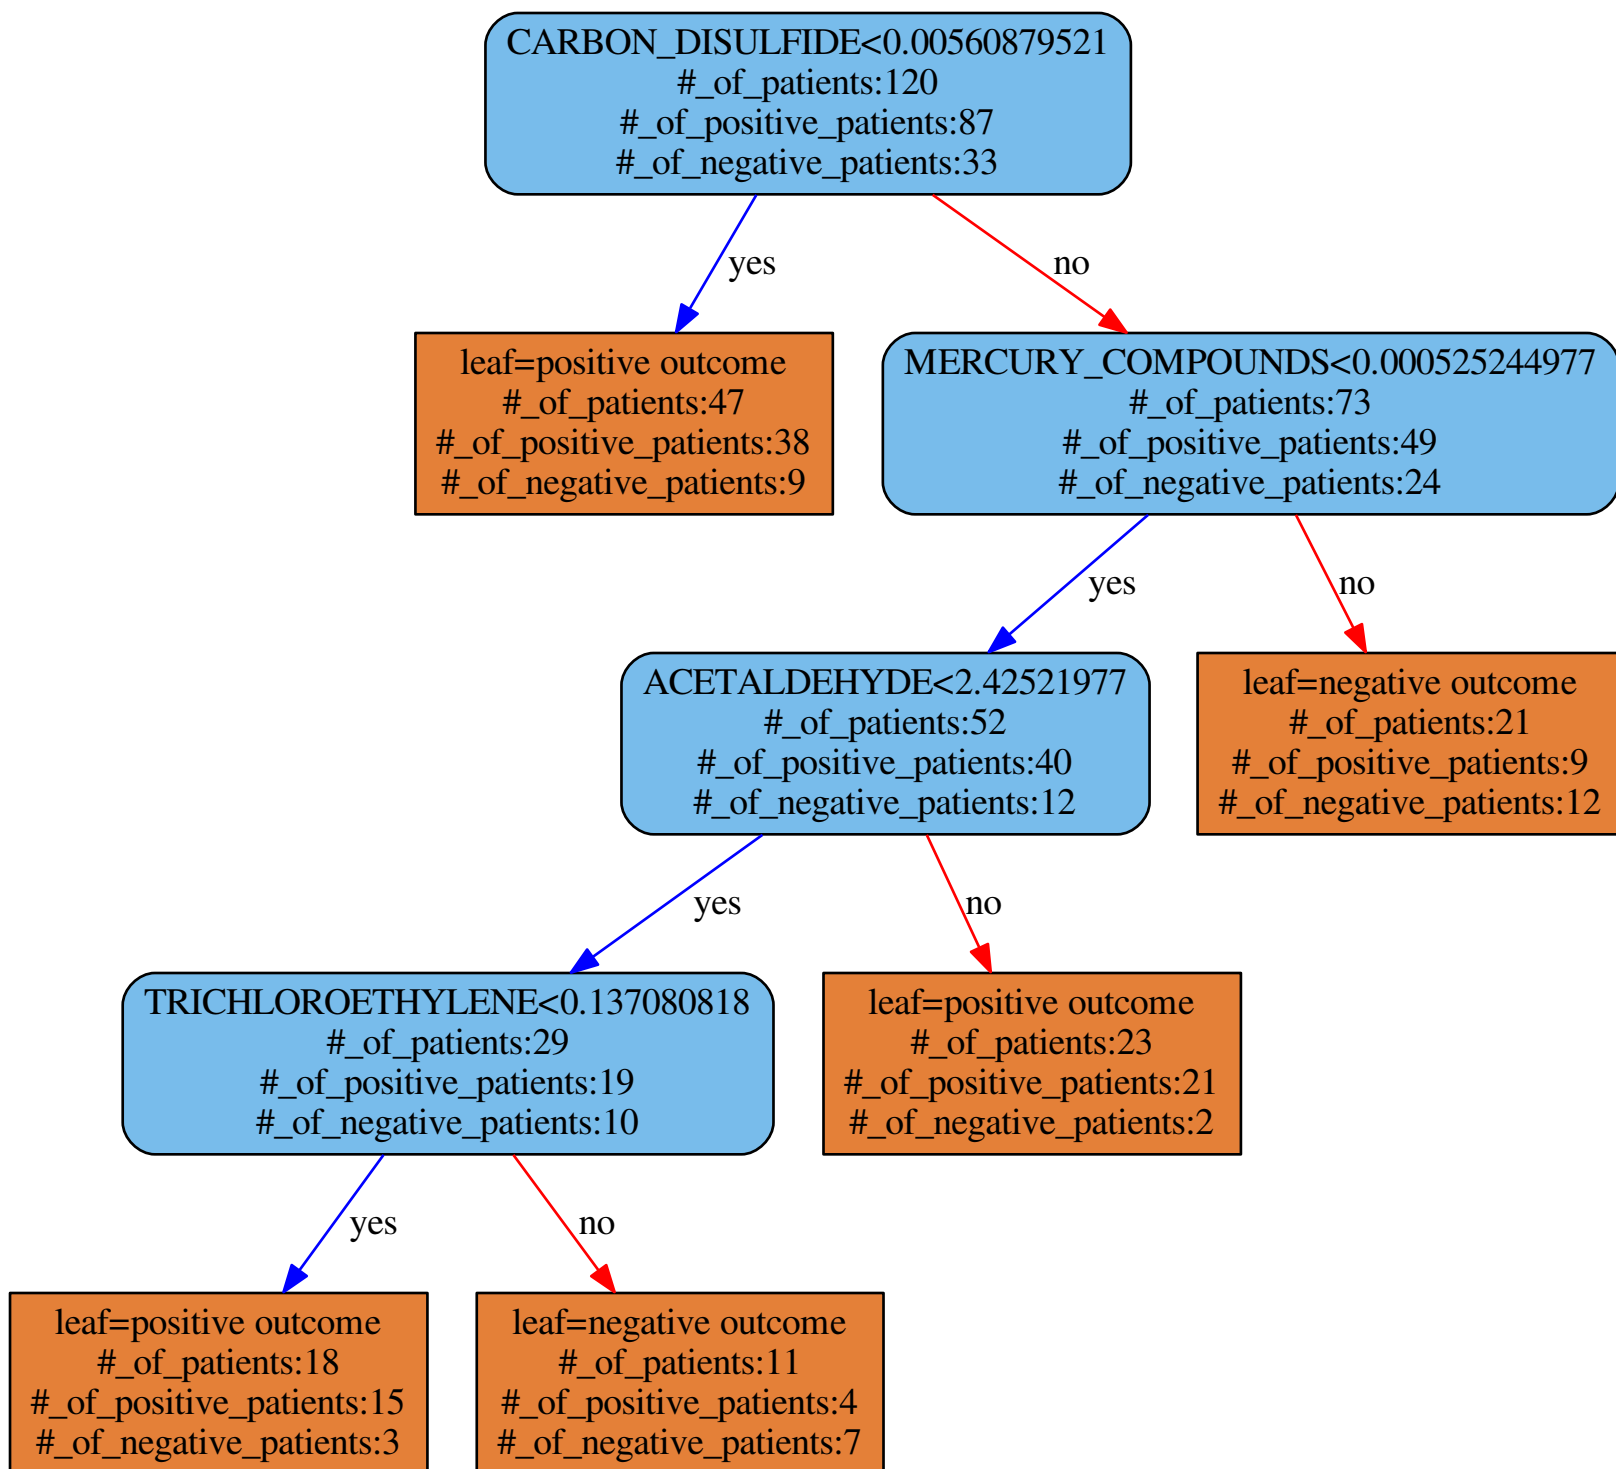 CARBON_DISULFIDE<0.00560879521
#_of_patients:120
#_of_positive_patients:87
#_of_negative_patients:33
yes
no
leaf=positive outcome
#_of_patients:47
#_of_positive_patients:38
#_of_negative_patients:9
MERCURY_COMPOUNDS<0.000525244977
#_of_patients:73
#_of_positive_patients:49
#_of_negative_patients:24
yes
no
ACETALDEHYDE<2.42521977
#_of_patients:52
#_of_positive_patients:40
#_of_negative_patients:12
leaf=negative outcome
#_of_patients:21
#_of_positive_patients:9
#_of_negative_patients:12
yes
no
TRICHLOROETHYLENE<0.137080818
#_of_patients:29
#_of_positive_patients:19
#_of_negative_patients:10
leaf=positive outcome
#_of_patients:23
#_of_positive_patients:21
#_of_negative_patients:2
yes
no
leaf=positive outcome
#_of_patients:18
#_of_positive_patients:15
#_of_negative_patients:3
leaf=negative outcome
#_of_patients:11
#_of_positive_patients:4
#_of_negative_patients:7